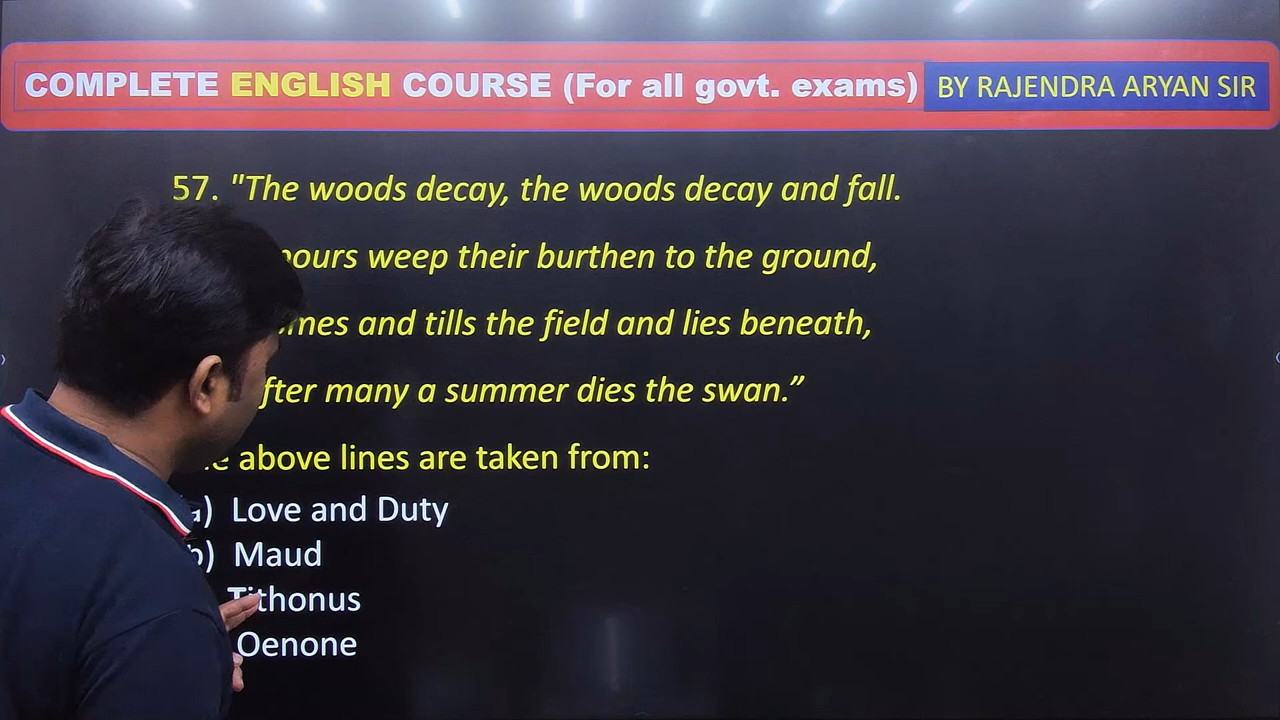 COMPLETE ENGLISH COURSE (For all govt. exams) BY RAJENDRA ARYAN SIR
57. "The woods decay, the woods decay and fall.
weep their burthen to the ground,
and tills the field and lies beneath,
many a summer dies the swan.”
above lines are taken from:
a) Love and Duty
b) Maud
Tithonus
Oenone